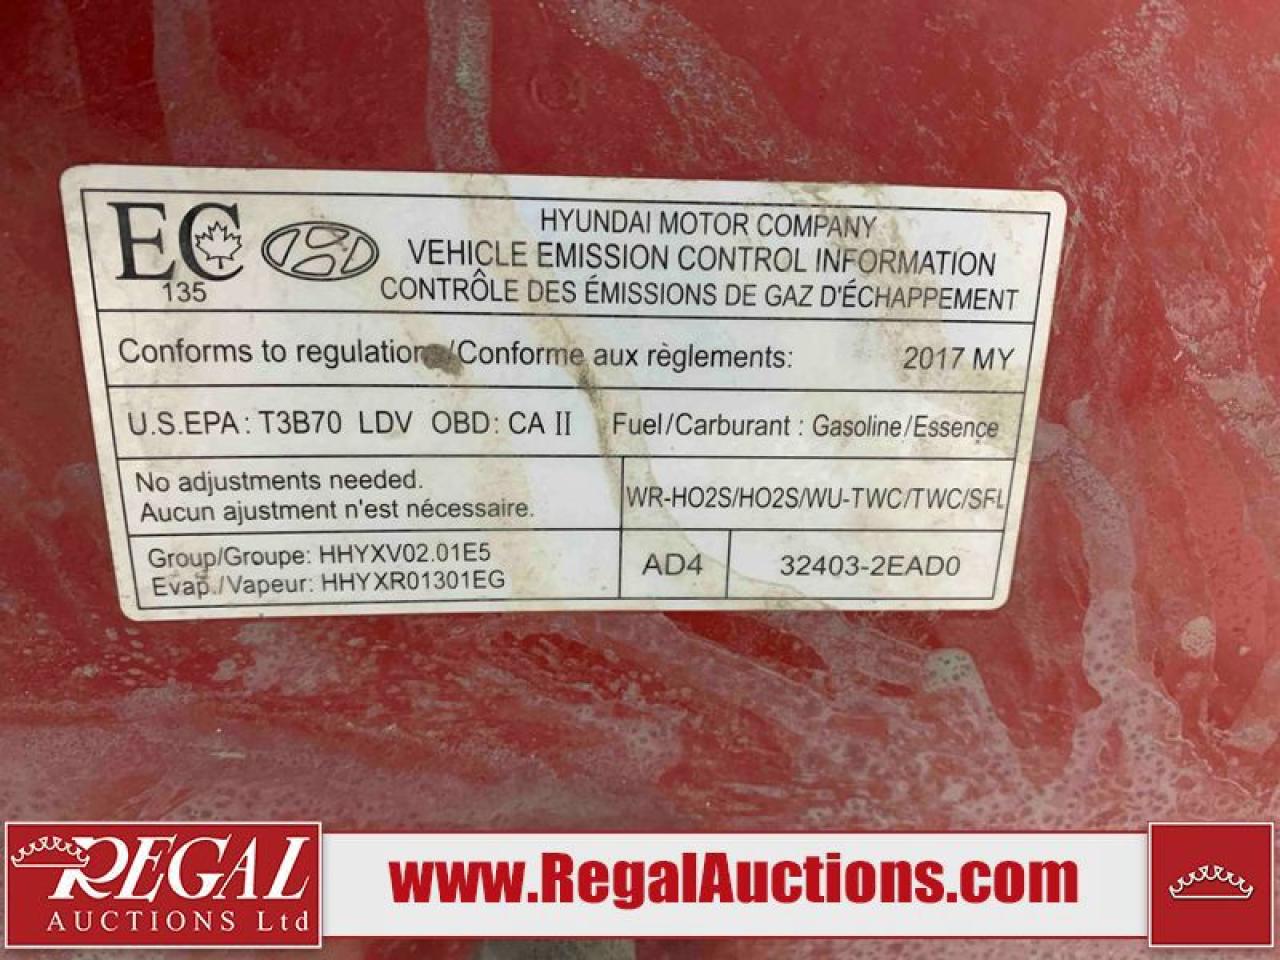 EC
135
HYUNDAI
HYUNDAI MOTOR COMPANY
VEHICLE EMISSION CONTROL INFORMATION
CONTRÔLE DES ÉMISSIONS DE GAZ D'ÉCHAPPEMENT
Conforms to regulation /Conforme aux règlements: 2017 MY
U.S.EPA: T3B70 LDV OBD: CA II Fuel/Carburant : Gasoline/Essence
No adjustments needed.
Aucun ajustment n'est nécessaire.
WR-HO2S/HO2S/WU-TWC/TWC/SFI
Group/Groupe: HHYXV02.01E5
Evap./Vapeur: HHYXR01301EG
AD4
32403-2EAD0
REGAL
AUCTIONS Ltd
www.RegalAuctions.com